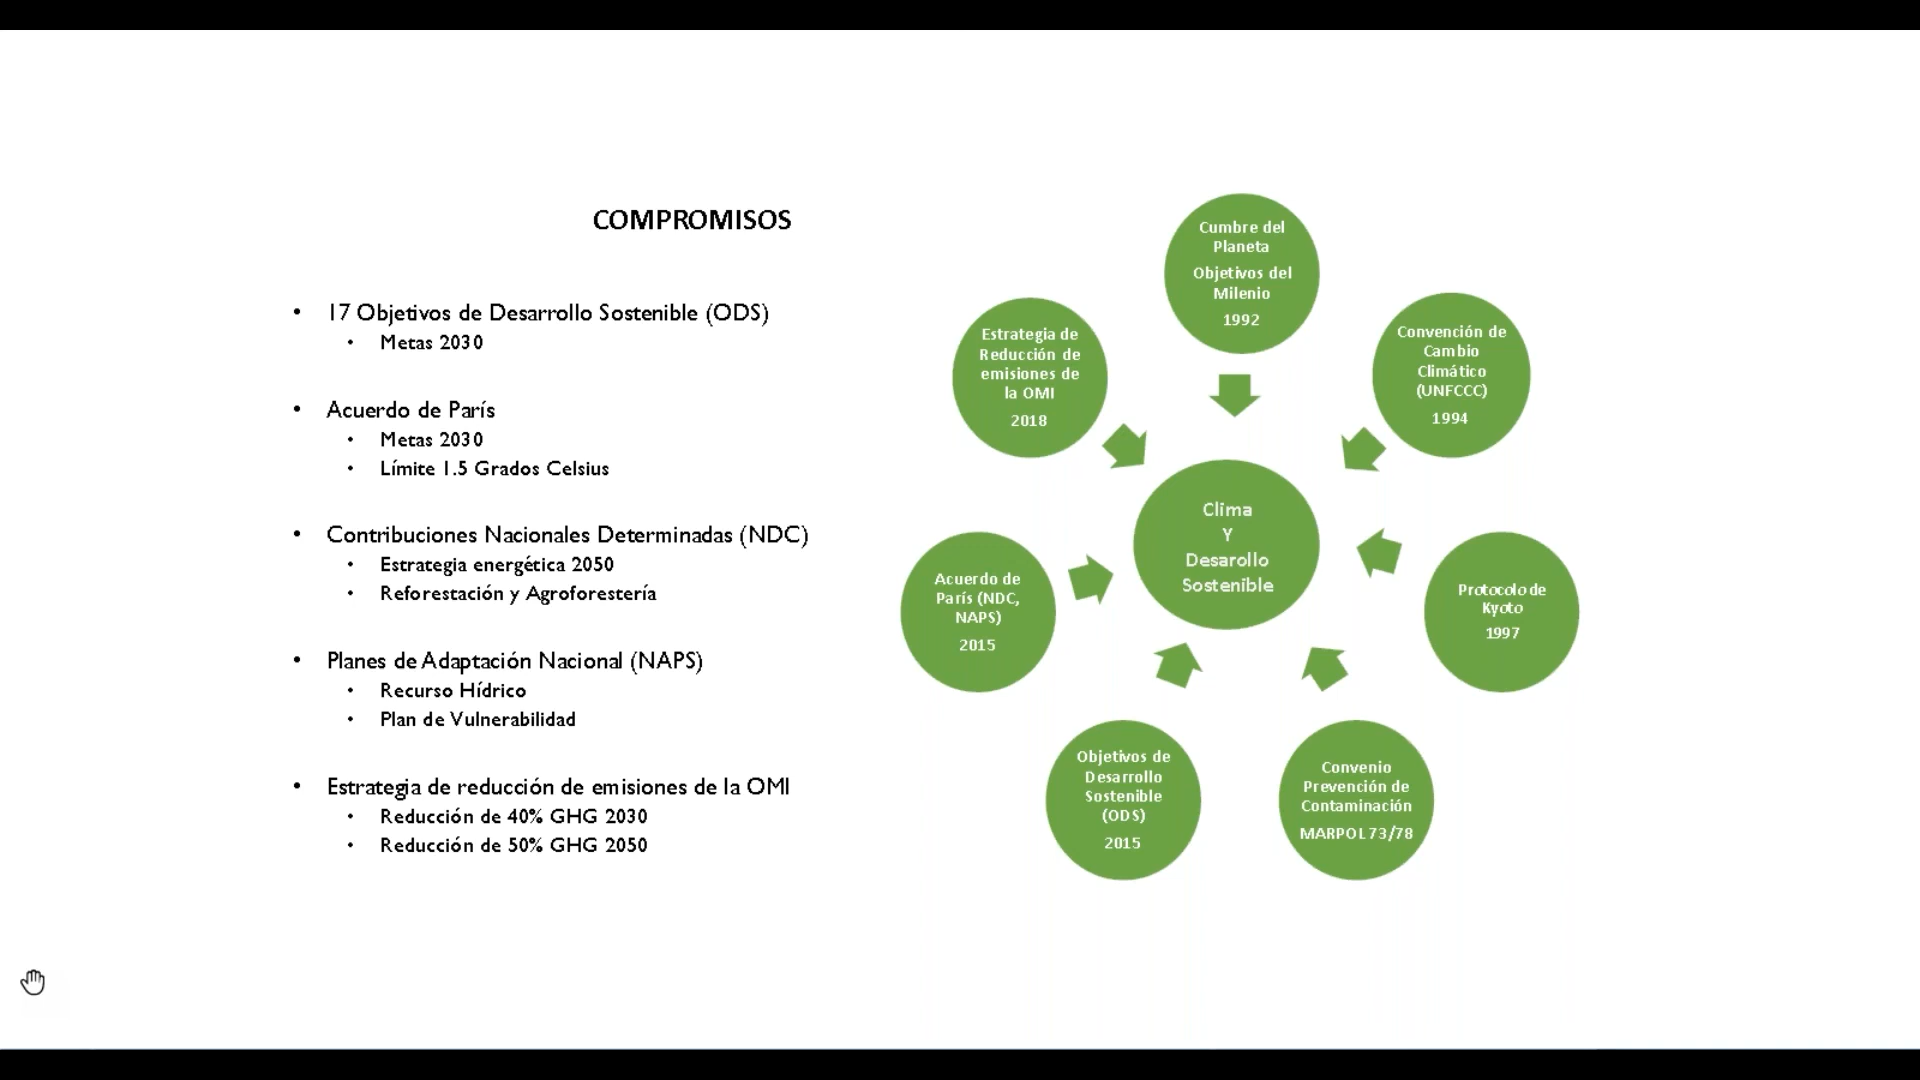 COMPROMISOS
• 17 Objetivos de Desarrollo Sostenible (ODS)
• Metas 2030
• Acuerdo de París
• Metas 2030
• Límite 1.5 Grados Celsius
• Contribuciones Nacionales Determinadas (NDC)
• Estrategia energética 2050
• Reforestación y Agroforestería
• Planes de Adaptación Nacional (NAPS)
• Recurso Hídrico
• Plan de Vulnerabilidad
• Estrategia de reducción de emisiones de la OMI
• Reducción de 40% GHG 2030
• Reducción de 50% GHG 2050
Cumbre del
Planeta
Objetivos del
Milenio
1992
Convención de
Cambio
Climático
(UNFCCC)
1994
Protocolo de
Kyoto
1997
Convenio
Prevención de
Contaminación
MARPOL 73/78
Objetivos de
Desarrollo
Sostenible
(ODS)
2015
Acuerdo de
París (NDC,
NAPS)
2015
Estrategia de
Reducción de
emisiones de
la OMI
2018
Clima
Y
Desarollo
Sostenible